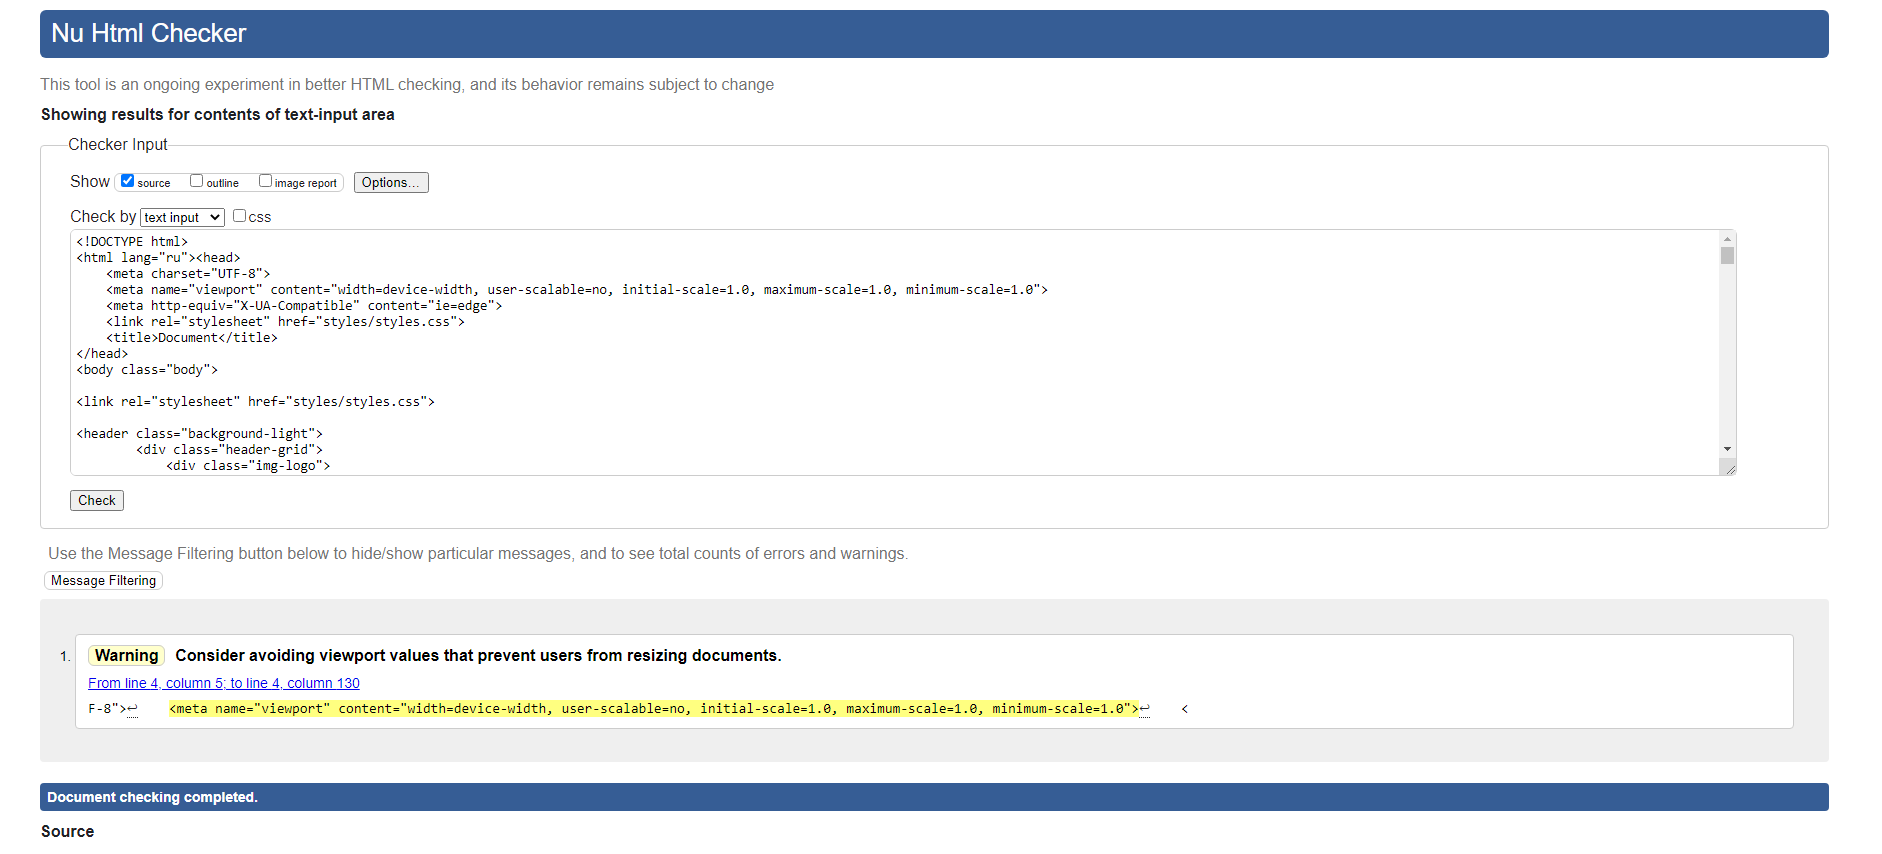 Nu Html Checker
This tool is an ongoing experiment in better HTML checking, and its behavior remains subject to change
Showing results for contents of text-input area
Checker Input
Show source outline image report Options...
Check by text input css
<!DOCTYPE html>
<html lang="ru"><head>
    <meta charset="UTF-8">
    <meta name="viewport" content="width=device-width, user-scalable=no, initial-scale=1.0, maximum-scale=1.0, minimum-scale=1.0">
    <meta http-equiv="X-UA-Compatible" content="ie=edge">
    <link rel="stylesheet" href="styles/styles.css">
    <title>Document</title>
</head>
<body class="body">
<link rel="stylesheet" href="styles/styles.css">
<header class="background-light">
        <div class="header-grid">
            <div class="img-logo">
Check
Use the Message Filtering button below to hide/show particular messages, and to see total counts of errors and warnings.
Message Filtering
1. Warning Consider avoiding viewport values that prevent users from resizing documents.
From line 4, column 5; to line 4, column 130
F-8">↩    <meta name="viewport" content="width=device-width, user-scalable=no, initial-scale=1.0, maximum-scale=1.0, minimum-scale=1.0">↩    <
Document checking completed.
Source